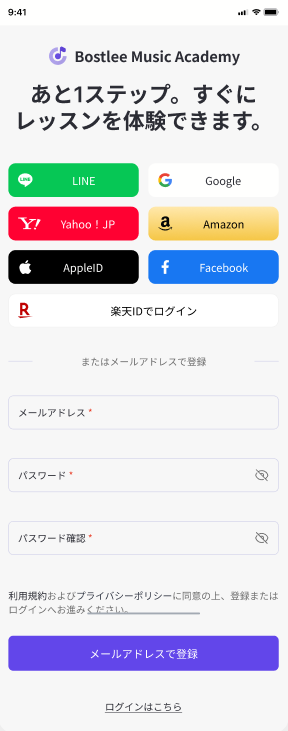 9:41
Bostlee Music Academy
あと1ステップ。すぐに
レッスンを体験できます。
LINE
LINE
Google
Yahoo！JP
Amazon
AppleID
Facebook
楽天IDでログイン
またはメールアドレスで登録
メールアドレス *
パスワード *
パスワード確認 *
利用規約およびプライバシーポリシーに同意の上、登録または
ログインへお進みください。
メールアドレスで登録
ログインはこちら